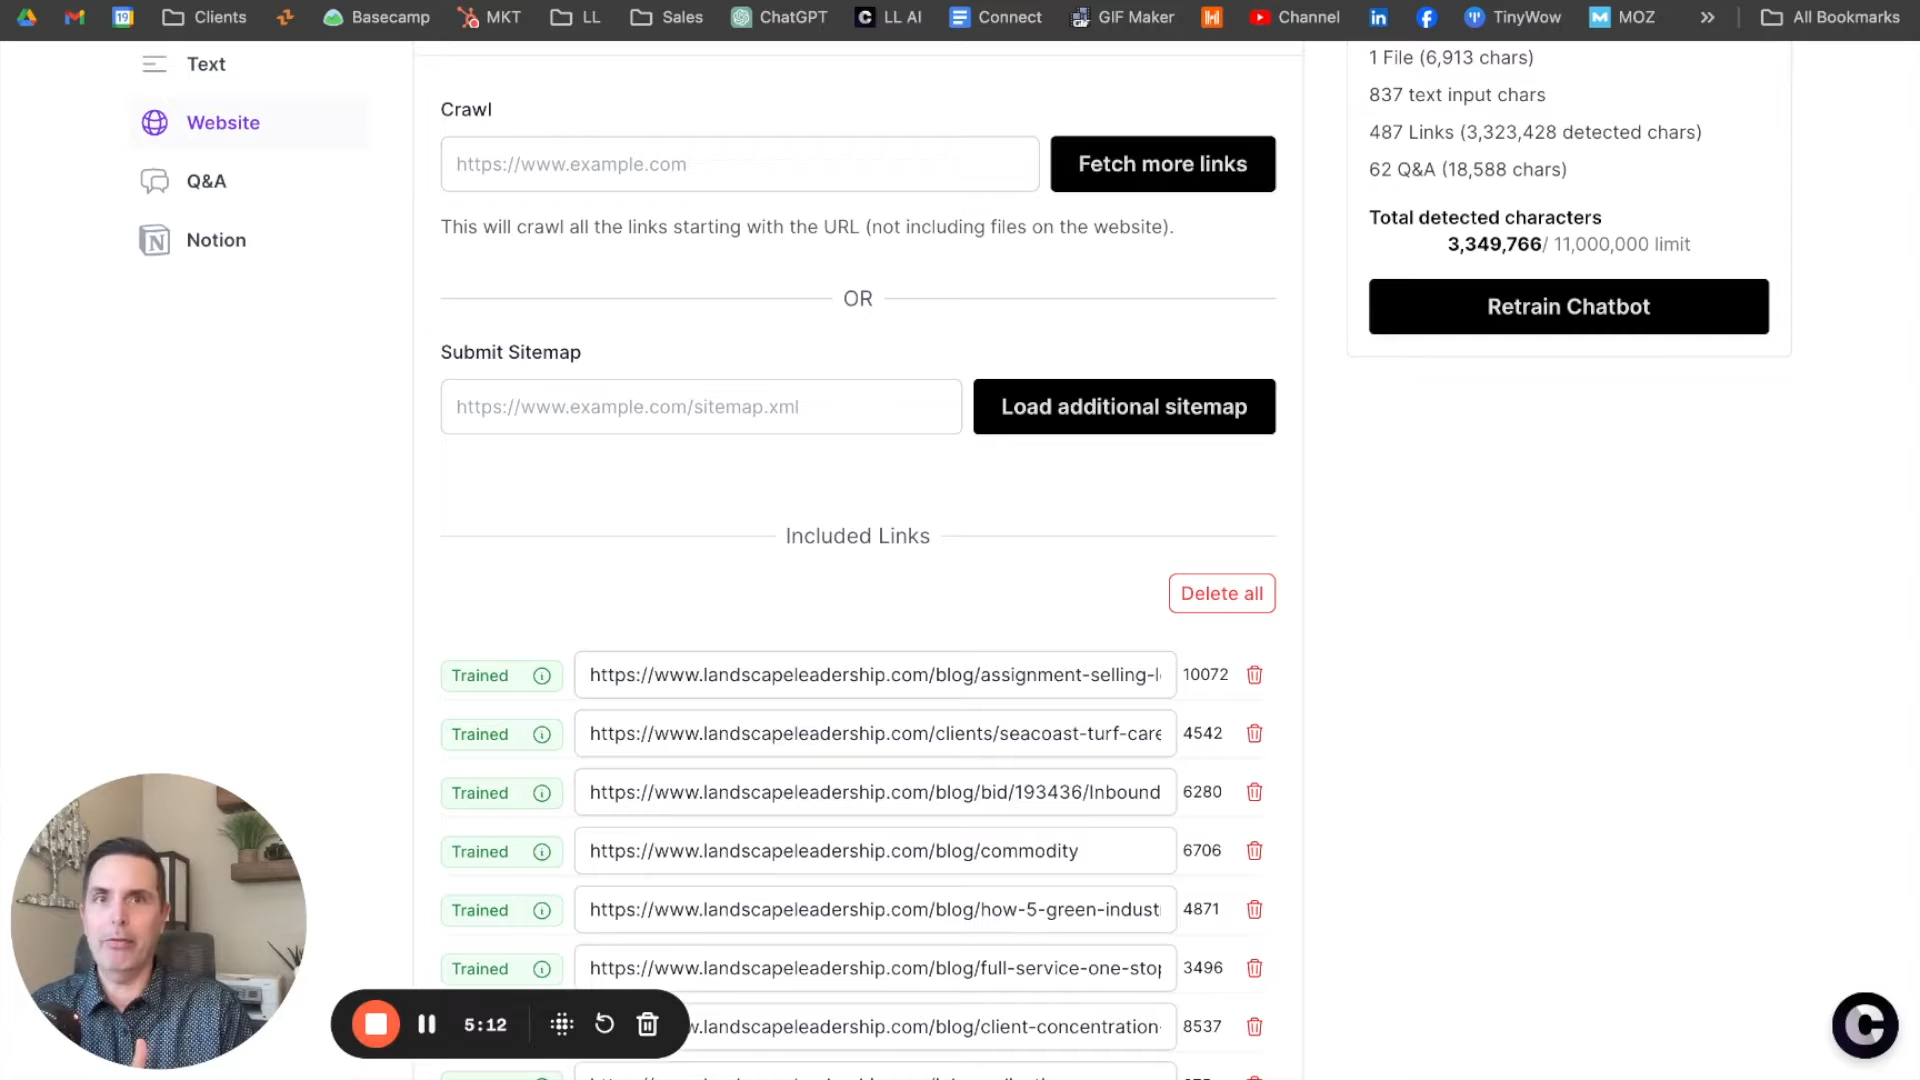 Clients
Basecamp
MKT
LL
Sales
ChatGPT
LL AI
Connect
GIF Maker
Channel
TinyWow
MOZ
All Bookmarks
Text
Website
Q&A
Notion
Crawl
https://www.example.com
Fetch more links
This will crawl all the links starting with the URL (not including files on the website).
OR
Submit Sitemap
https://www.example.com/sitemap.xml
Load additional sitemap
Included Links
Delete all
Trained https://www.landscapeleadership.com/blog/assignment-selling-l 10072
Trained https://www.landscapeleadership.com/clients/seacoast-turf-care 4542
Trained https://www.landscapeleadership.com/blog/bid/193436/Inbound 6280
Trained https://www.landscapeleadership.com/blog/commodity 6706
Trained https://www.landscapeleadership.com/blog/how-5-green-indust 4871
Trained https://www.landscapeleadership.com/blog/full-service-one-stop 3496
w.landscapeleadership.com/blog/client-concentration- 8537
5:12
1 File (6,913 chars)
837 text input chars
487 Links (3,323,428 detected chars)
62 Q&A (18,588 chars)
Total detected characters
3,349,766/ 11,000,000 limit
Retrain Chatbot